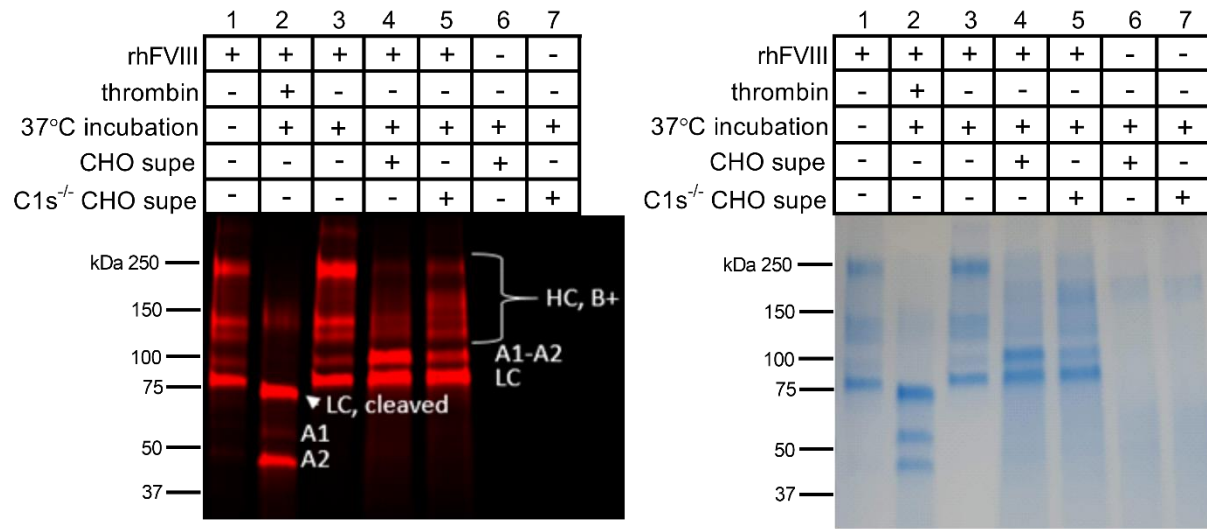 1 2 3 4 5 6 7
rhFVIII + + + + + - -
thrombin - + - - - - -
37°C incubation - + + + + + +
CHO supe - - - + - + -
C1s-/- CHO supe - - - - + - +
kDa 250
150
100
75
50
37
HC, B+
A1-A2
LC
LC, cleaved
A1
A2
1 2 3 4 5 6 7
rhFVIII + + + + + - -
thrombin - + - - - - -
37°C incubation - + + + + + +
CHO supe - - - + - + -
C1s-/- CHO supe - - - - + - +
kDa 250
150
100
75
50
37